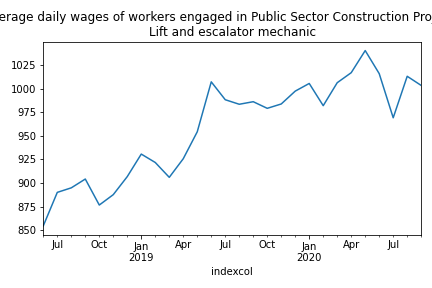 erage daily wages of workers engaged in Public Sector Construction Pro
Lift and escalator mechanic
1025
1000
975
950
925
900
875
850
Jul Oct Jan Apr Jul Oct Jan Apr Jul
2019 2020
indexcol